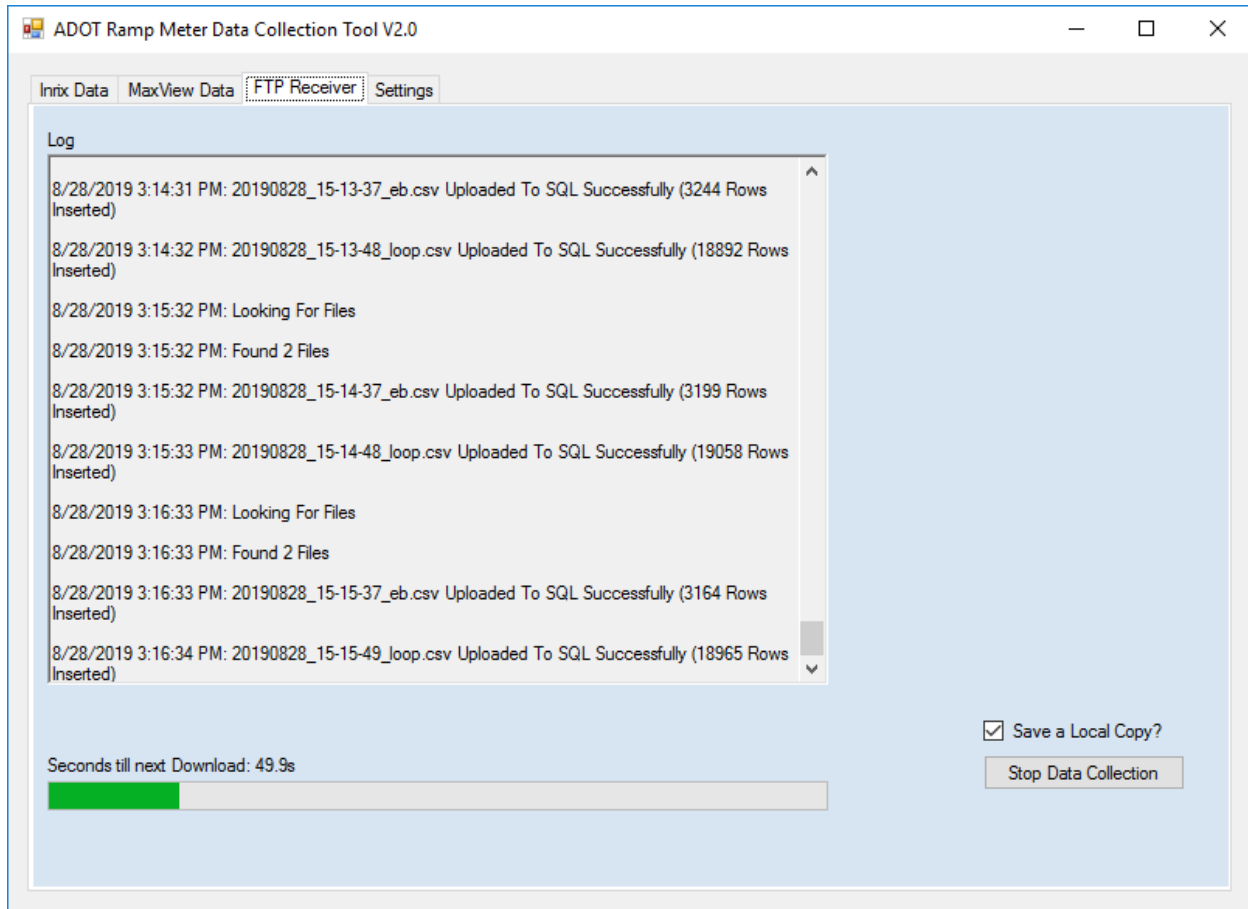 ADOT Ramp Meter Data Collection Tool V2.0
Inrix Data MaxView Data FTP Receiver Settings
Log
8/28/2019 3:14:31 PM: 20190828_15-13-37_eb.csv Uploaded To SQL Successfully (3244 Rows
Inserted)
8/28/2019 3:14:32 PM: 20190828_15-13-48_loop.csv Uploaded To SQL Successfully (18892 Rows
Inserted)
8/28/2019 3:15:32 PM: Looking For Files
8/28/2019 3:15:32 PM: Found 2 Files
8/28/2019 3:15:32 PM: 20190828_15-14-37_eb.csv Uploaded To SQL Successfully (3199 Rows
Inserted)
8/28/2019 3:15:33 PM: 20190828_15-14-48_loop.csv Uploaded To SQL Successfully (19058 Rows
Inserted)
8/28/2019 3:16:33 PM: Looking For Files
8/28/2019 3:16:33 PM: Found 2 Files
8/28/2019 3:16:33 PM: 20190828_15-15-37_eb.csv Uploaded To SQL Successfully (3164 Rows
Inserted)
8/28/2019 3:16:34 PM: 20190828_15-15-49_loop.csv Uploaded To SQL Successfully (18965 Rows
Inserted)
Save a Local Copy?
Seconds till next Download: 49.9s
Stop Data Collection